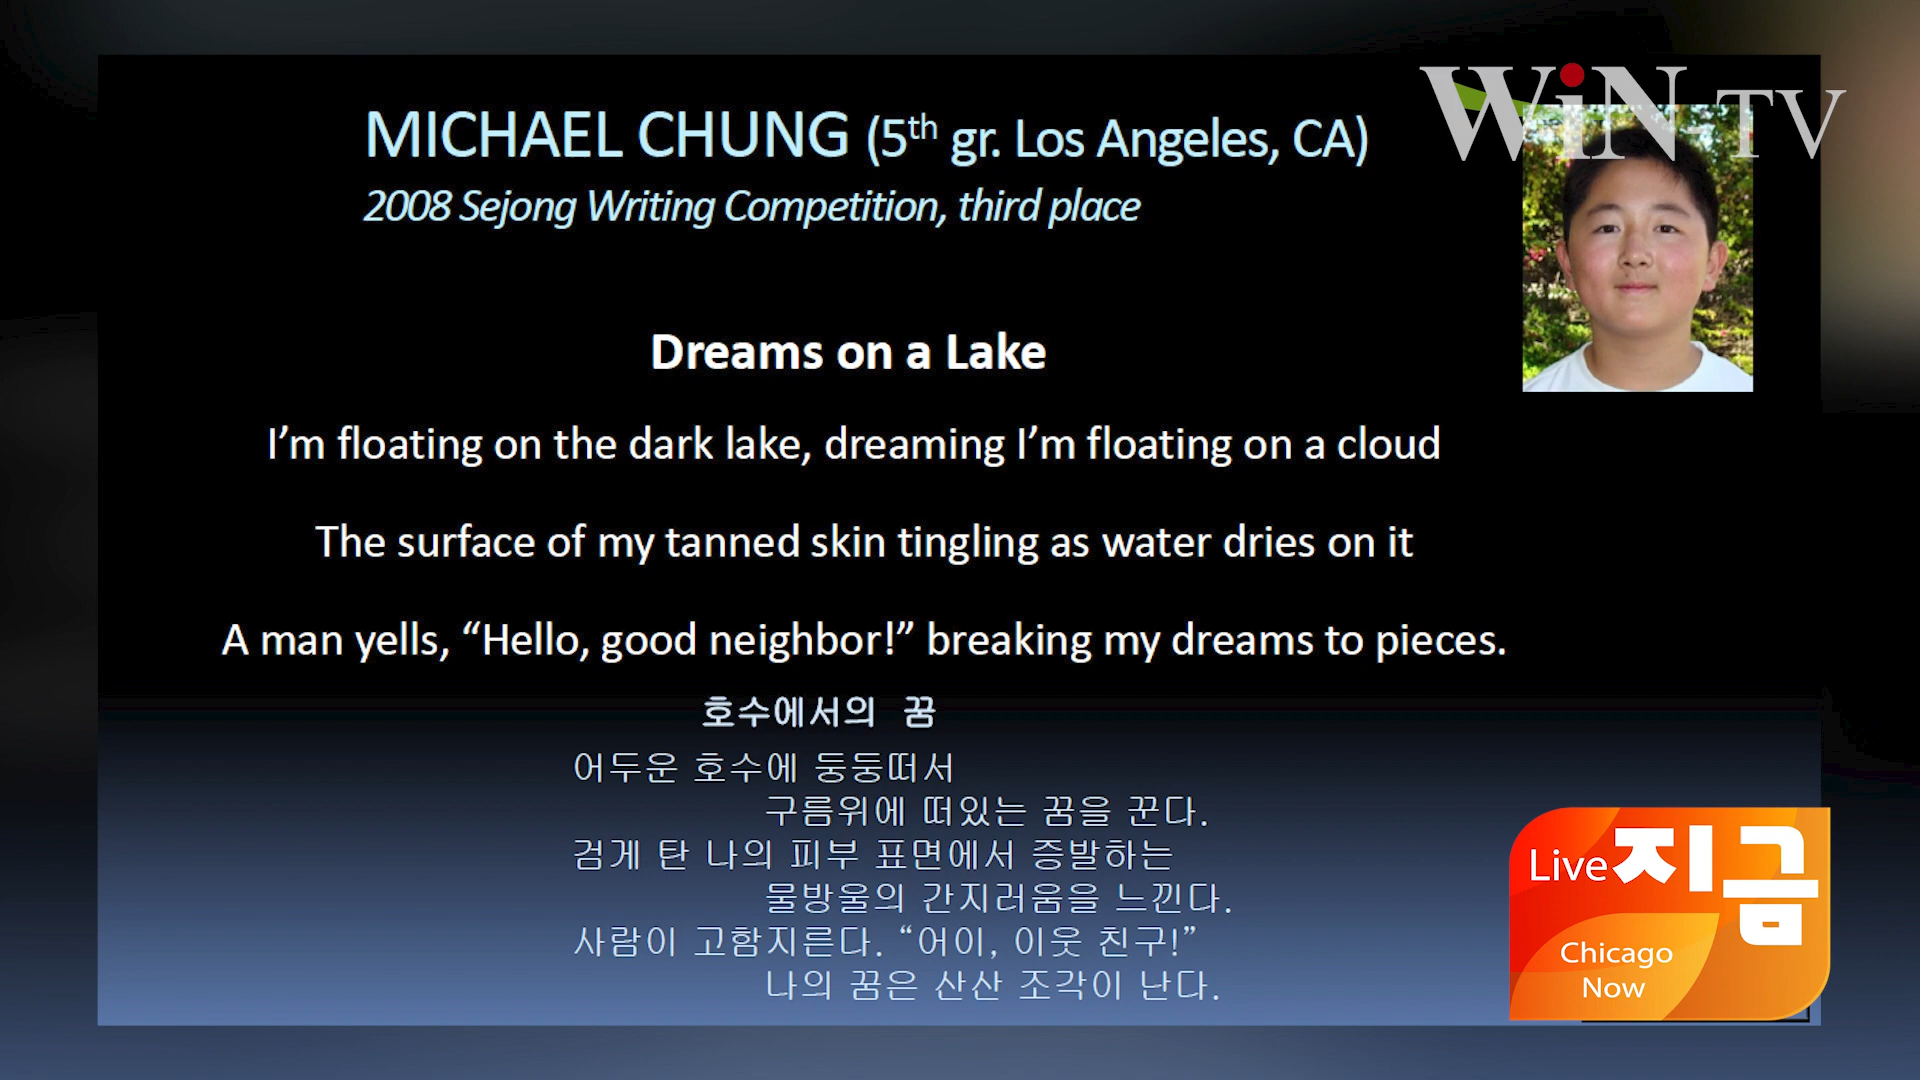 WiN-TV
MICHAEL CHUNG (5th gr. Los Angeles, CA)
2008 Sejong Writing Competition, third place
Dreams on a Lake
I’m floating on the dark lake, dreaming I’m floating on a cloud
The surface of my tanned skin tingling as water dries on it
A man yells, “Hello, good neighbor!” breaking my dreams to pieces.
호수에서의 꿈
어두운 호수에 둥둥떠서
구름위에 떠있는 꿈을 꾼다.
검게 탄 나의 피부 표면에서 증발하는
물방울의 간지러움을 느낀다.
사람이 고함지른다. “어이, 이웃 친구!”
나의 꿈은 산산 조각이 난다.
Live 지금
Chicago
Now